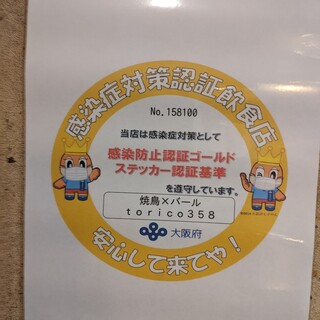 感染症対策認証飲食店
No.158100
当店は感染症対策として
感染防止認証ゴールド
ステッカー認証基準
を遵守しています。
焼鳥×バール
torico358
大阪府
安心して来てや！